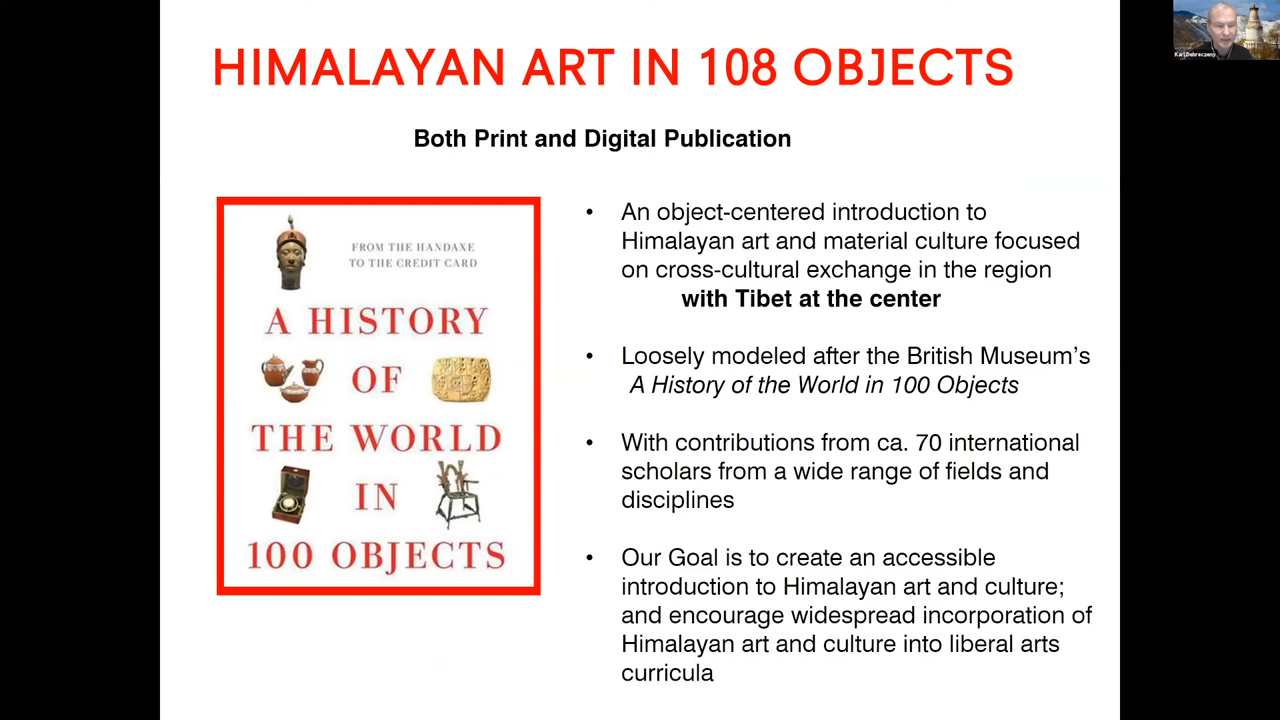 HIMALAYAN ART IN 108 OBJECTS
Karl Debreczeny
Both Print and Digital Publication
FROM THE HANDAXE
TO THE CREDIT CARD
A HISTORY
OF
THE WORLD
IN
100 OBJECTS
• An object-centered introduction to
Himalayan art and material culture focused
on cross-cultural exchange in the region
with Tibet at the center
• Loosely modeled after the British Museum’s
A History of the World in 100 Objects
• With contributions from ca. 70 international
scholars from a wide range of fields and
disciplines
• Our Goal is to create an accessible
introduction to Himalayan art and culture;
and encourage widespread incorporation of
Himalayan art and culture into liberal arts
curricula